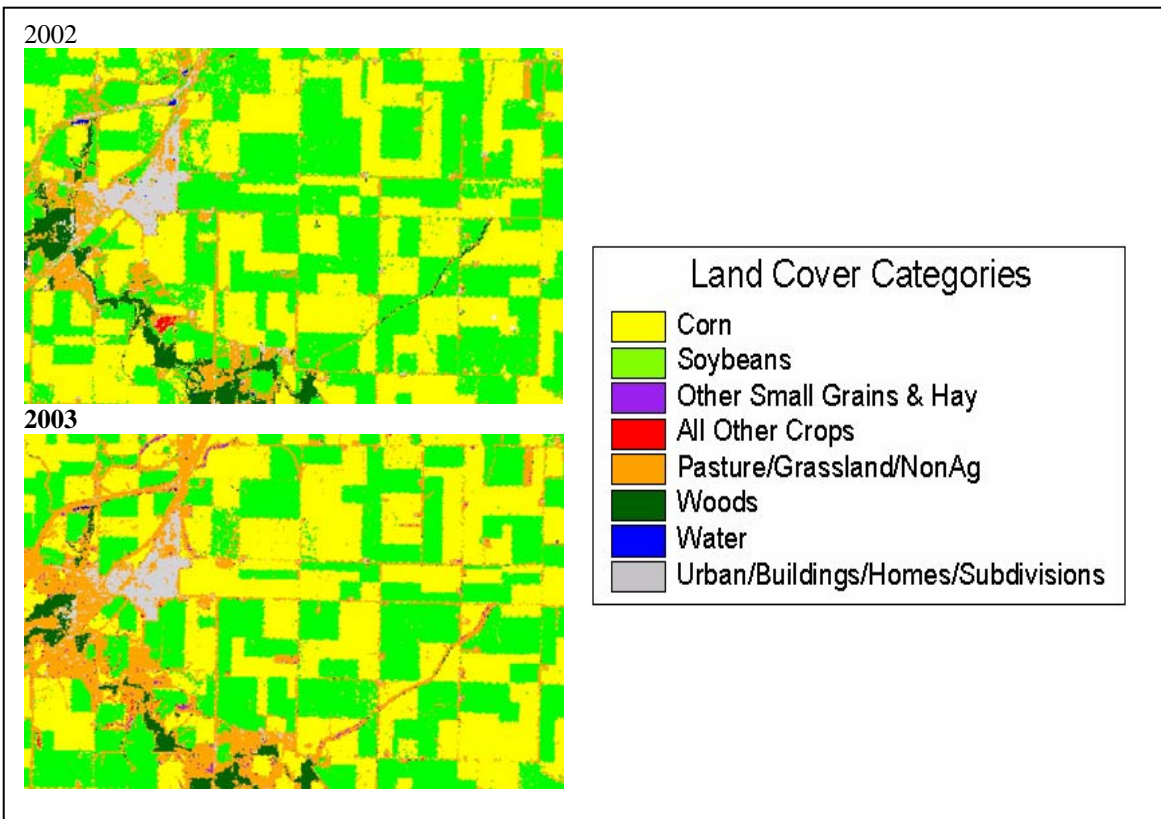 2002
2003
Land Cover Categories
Corn
Soybeans
Other Small Grains & Hay
All Other Crops
Pasture/Grassland/NonAg
Woods
Water
Urban/Buildings/Homes/Subdivisions